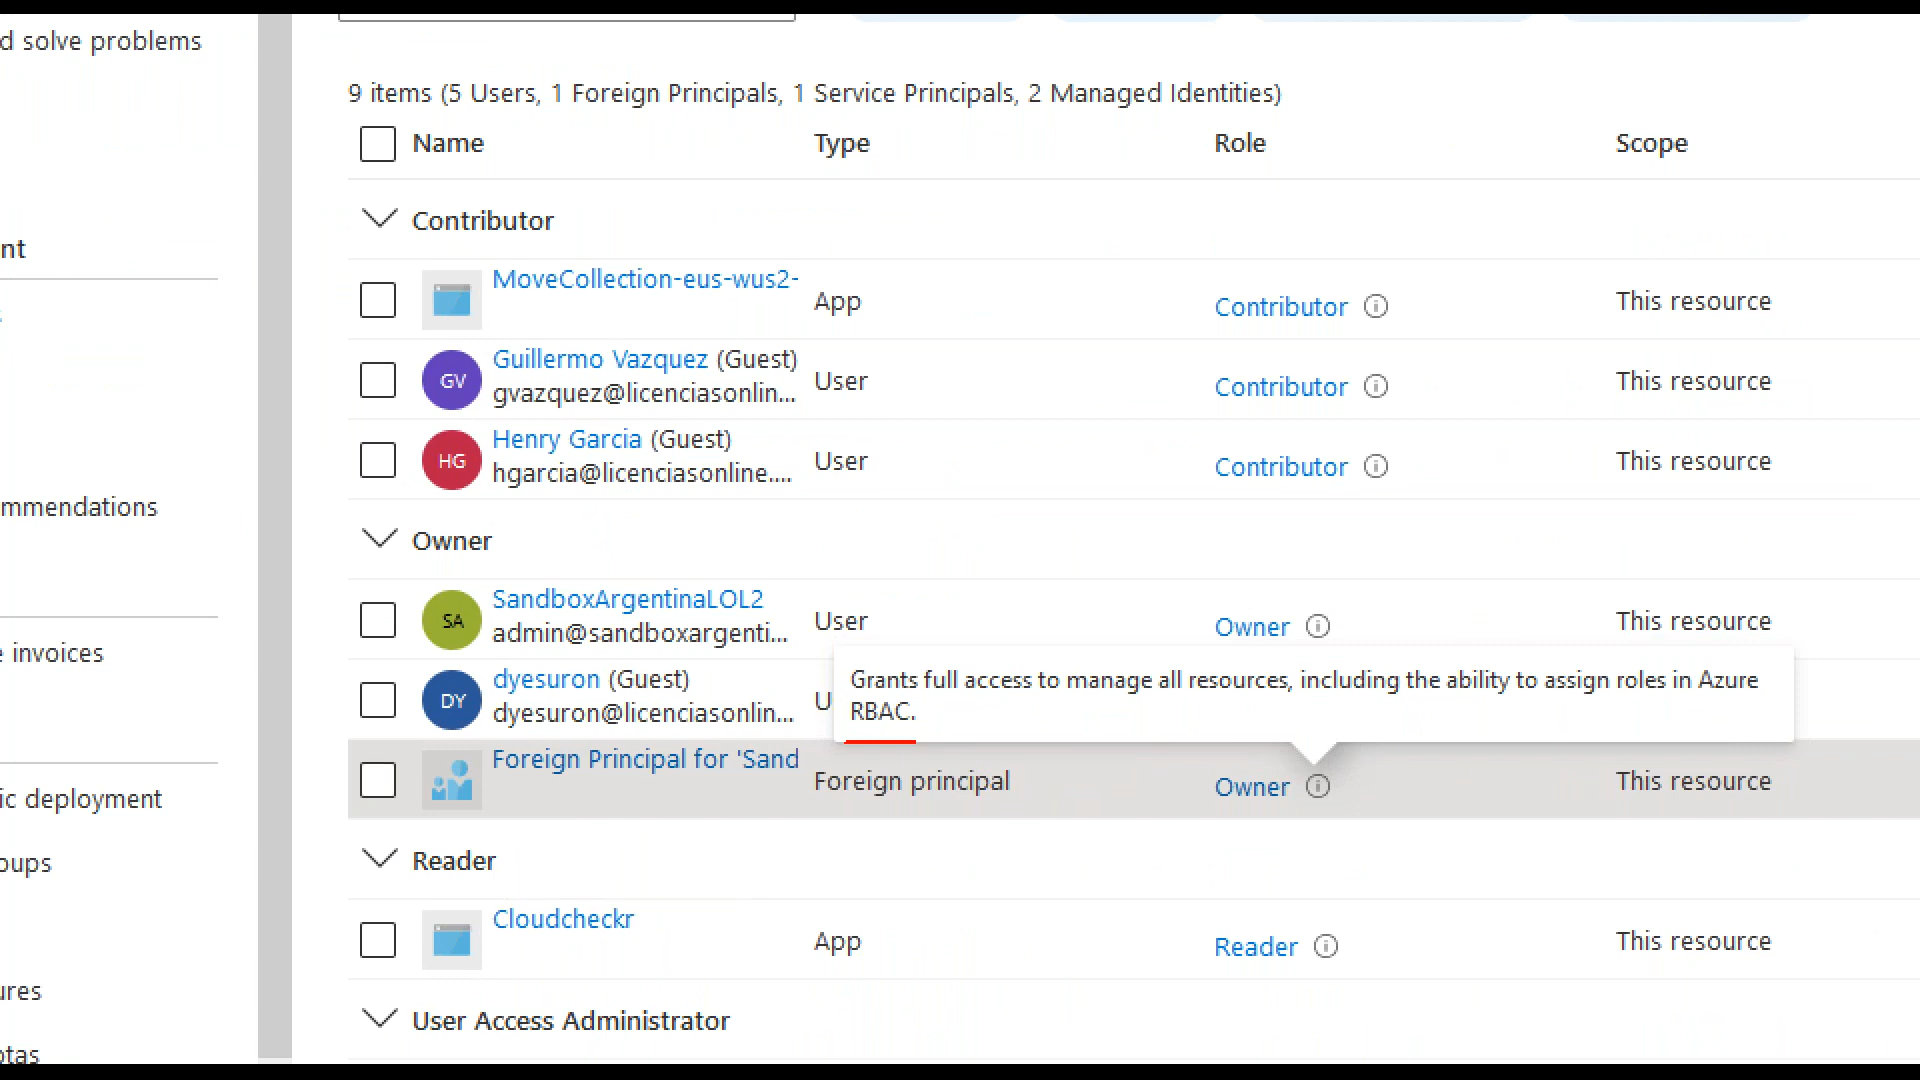 d solve problems
9 items (5 Users, 1 Foreign Principals, 1 Service Principals, 2 Managed Identities)
Name Type Role Scope
nt
Contributor
MoveCollection-eus-wus2-
App Contributor This resource
Guillermo Vazquez (Guest)
GV gvazquez@licenciasonlin... User Contributor This resource
Henry Garcia (Guest)
HG hgarcia@licenciasonline.... User Contributor This resource
mmendations
Owner
SandboxArgentinaLOL2
SA admin@sandboxargenti... User Owner This resource
e invoices
dyesuron (Guest)
DY dyesuron@licenciasonlin... U
Grants full access to manage all resources, including the ability to assign roles in Azure
RBAC.
Foreign Principal for 'Sand
Foreign principal Owner This resource
ic deployment
oups
Reader
Cloudcheckr
App Reader This resource
ures
User Access Administrator
otas